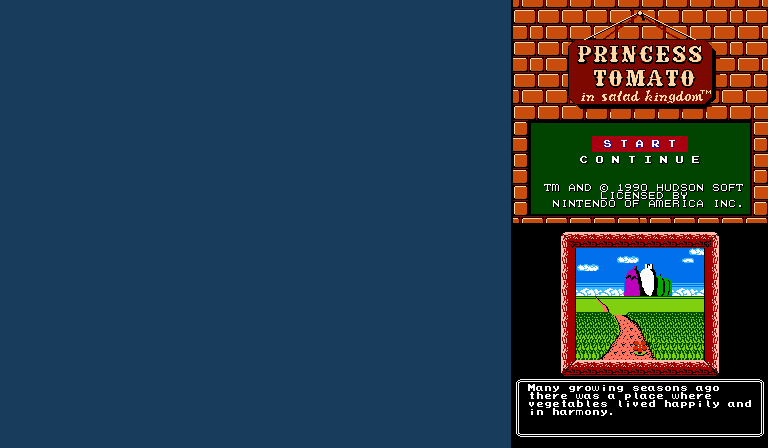 PRINCESS
TOMATO
in salad kingdom™
START
CONTINUE
TM AND © 1990 HUDSON SOFT
LICENSED BY
NINTENDO OF AMERICA INC.
Many growing seasons ago
there was a place where
vegetables lived happily and
in harmony.